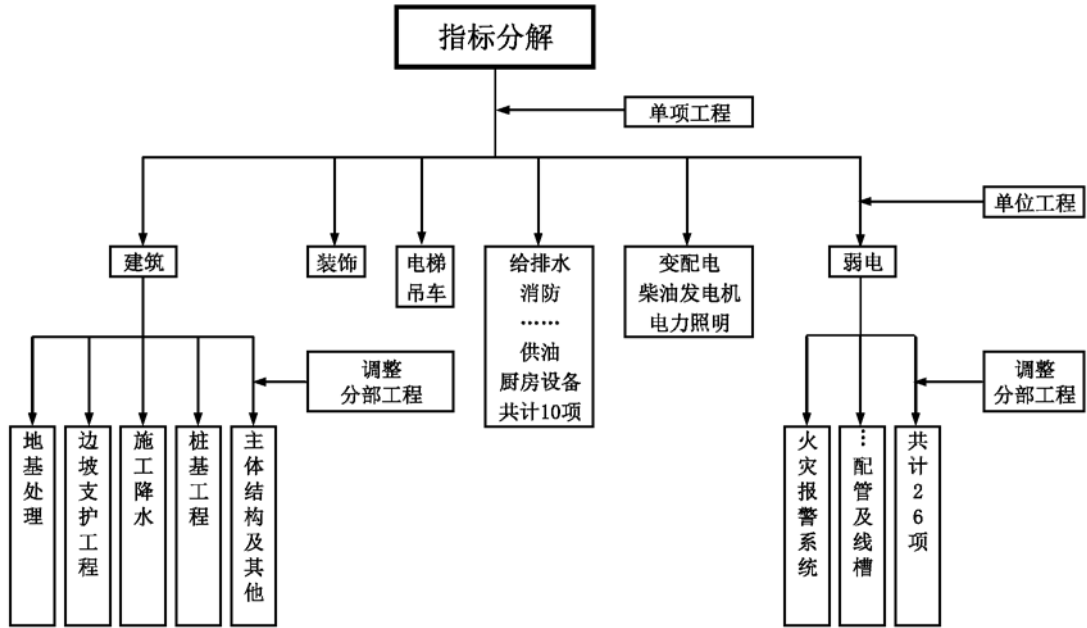 指标分解
单项工程
单位工程
建筑
装饰
电梯
吊车
给排水
消防
……
供油
厨房设备
共计10项
变配电
柴油发电机
电力照明
弱电
调整
分部工程
调整
分部工程
地基处理
边坡支护工程
施工降水
桩基工程
主体结构及其他
火灾报警系统
…配管及线槽
共计26项